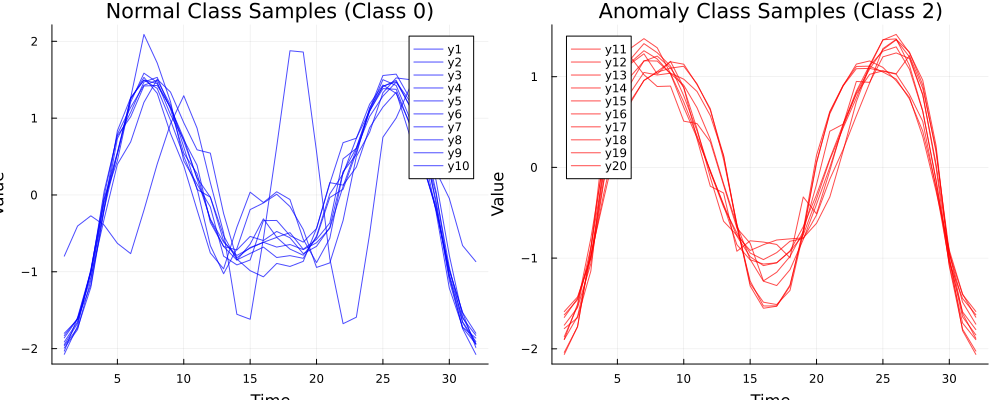 Normal Class Samples (Class 0)
Value
2
1
0
−1
−2
5
10
15
20
25
30
Time
y1
y2
y3
y4
y5
y6
y7
y8
y9
y10
Anomaly Class Samples (Class 2)
Value
1
0
−1
−2
5
10
15
20
25
30
Time
y11
y12
y13
y14
y15
y16
y17
y18
y19
y20